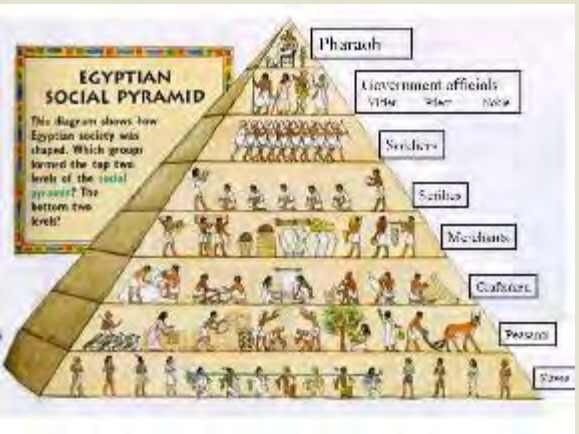 EGYPTIAN
SOCIAL PYRAMID
This diagram shows how
Egyptian society was
shaped. Which groups
formed the top two
levels of the social
pyramid? The
bottom two
levels?
Pharaoh
Government officials
Priest Noble
Soldiers
Scribes
Merchants
Craftsmen
Peasants
Slaves